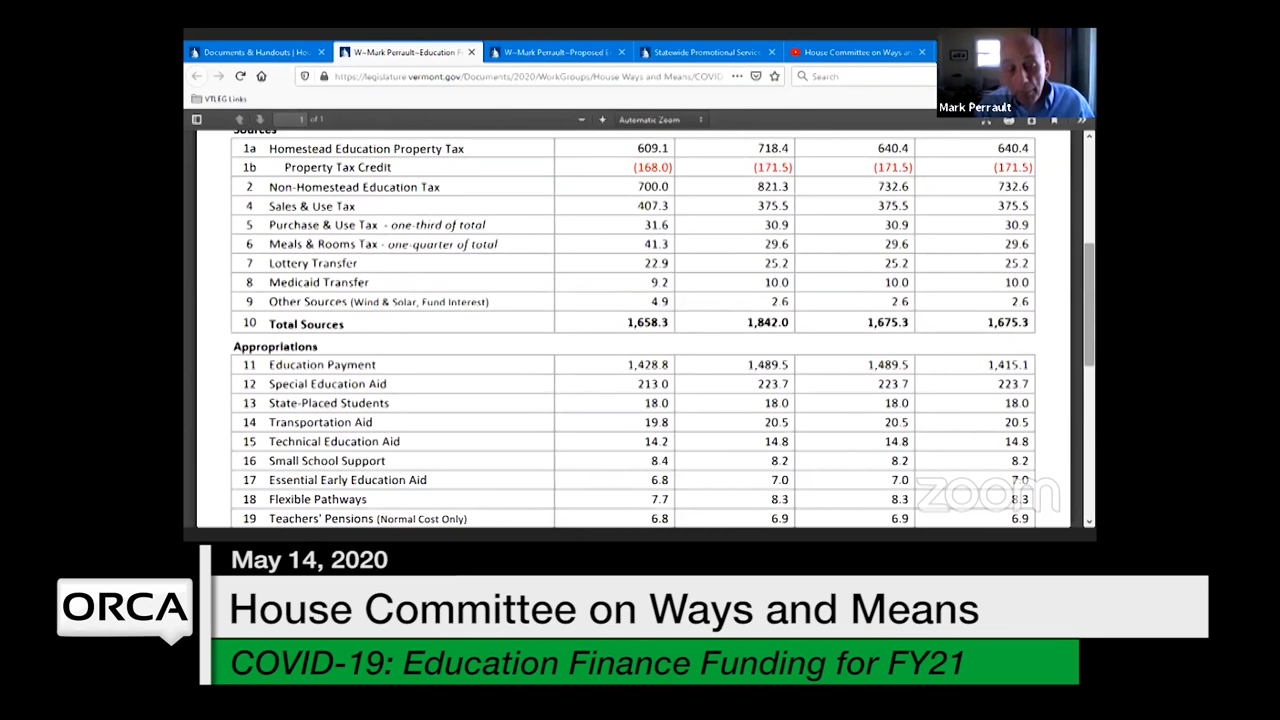 Documents & Handouts | Ho
W~Mark Perrault~Education F
W~Mark Perrault~Proposed E
Statewide Promotional Servic
House Committee on Ways an
https://legislature.vermont.gov/Documents/2020/WorkGroups/House Ways and Means/COVID
Search
VTLEG Links
Mark Perrault
1 of 1
Automatic Zoom
Sources
1a Homestead Education Property Tax 609.1 718.4 640.4 640.4
1b Property Tax Credit (168.0) (171.5) (171.5) (171.5)
2 Non-Homestead Education Tax 700.0 821.3 732.6 732.6
4 Sales & Use Tax 407.3 375.5 375.5 375.5
5 Purchase & Use Tax - one-third of total 31.6 30.9 30.9 30.9
6 Meals & Rooms Tax - one-quarter of total 41.3 29.6 29.6 29.6
7 Lottery Transfer 22.9 25.2 25.2 25.2
8 Medicaid Transfer 9.2 10.0 10.0 10.0
9 Other Sources (Wind & Solar, Fund Interest) 4.9 2.6 2.6 2.6
10 Total Sources 1,658.3 1,842.0 1,675.3 1,675.3
Appropriations
11 Education Payment 1,428.8 1,489.5 1,489.5 1,415.1
12 Special Education Aid 213.0 223.7 223.7 223.7
13 State-Placed Students 18.0 18.0 18.0 18.0
14 Transportation Aid 19.8 20.5 20.5 20.5
15 Technical Education Aid 14.2 14.8 14.8 14.8
16 Small School Support 8.4 8.2 8.2 8.2
17 Essential Early Education Aid 6.8 7.0 7.0 7.0
18 Flexible Pathways 7.7 8.3 8.3 8.3
19 Teachers' Pensions (Normal Cost Only) 6.8 6.9 6.9 6.9
zoom
May 14, 2020
ORCA
House Committee on Ways and Means
COVID-19: Education Finance Funding for FY21